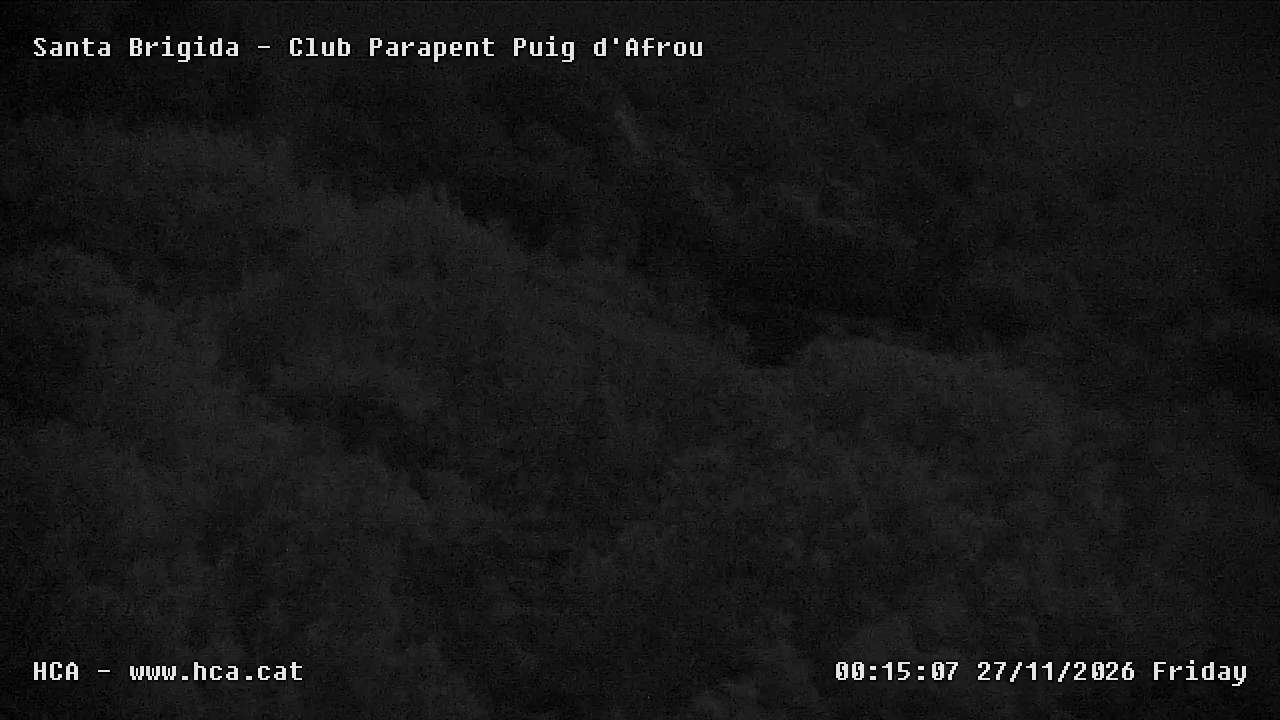 Santa Brigida - Club Parapent Puig d'Afrou
HCA - www.hca.cat
00:15:07 27/11/2026 Friday